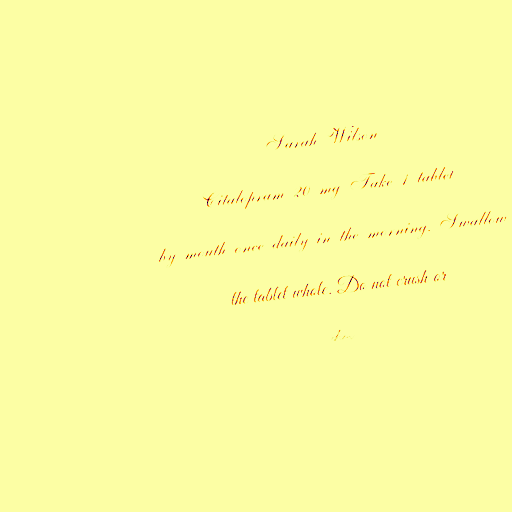 Sarah Wilson
Citalopram 20 mg Take 1 tablet
by mouth once daily in the morning. Swallow
the tablet whole. Do not crush or